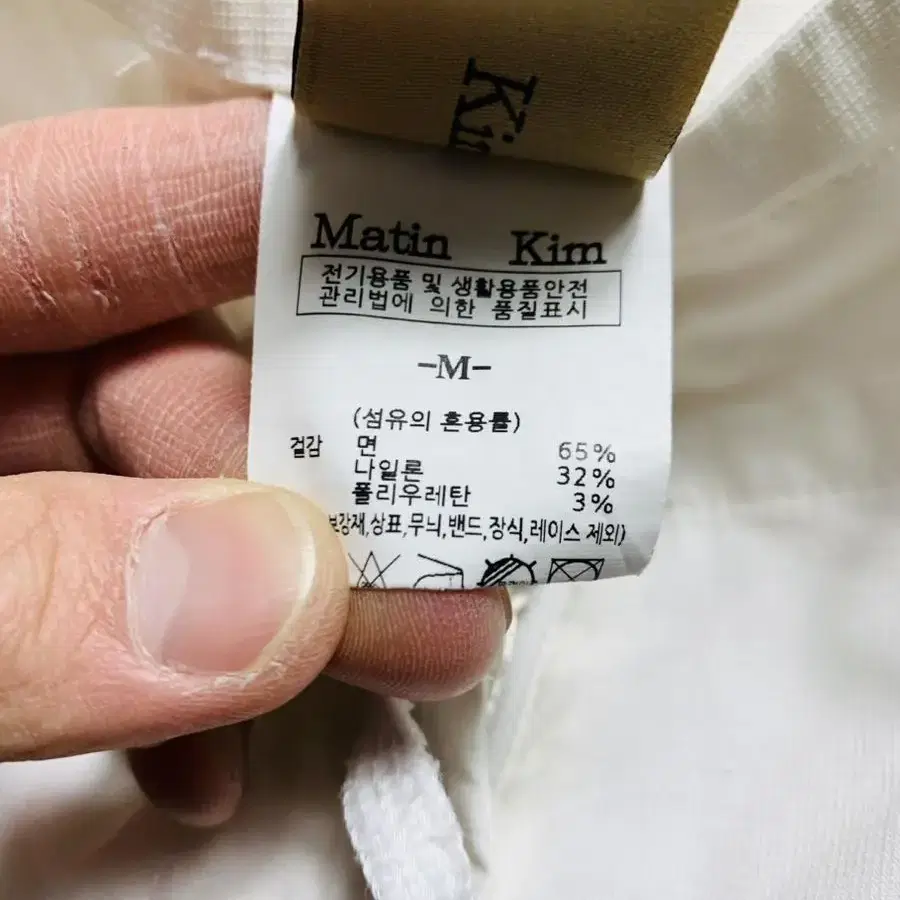 Kim
Matin Kim
전기용품 및 생활용품안전
관리법에 의한 품질표시
-M-
(섬유의 혼용률)
겉감 면 65%
나일론 32%
폴리우레탄 3%
보강재,상표,무늬,밴드,장식,레이스 제외)